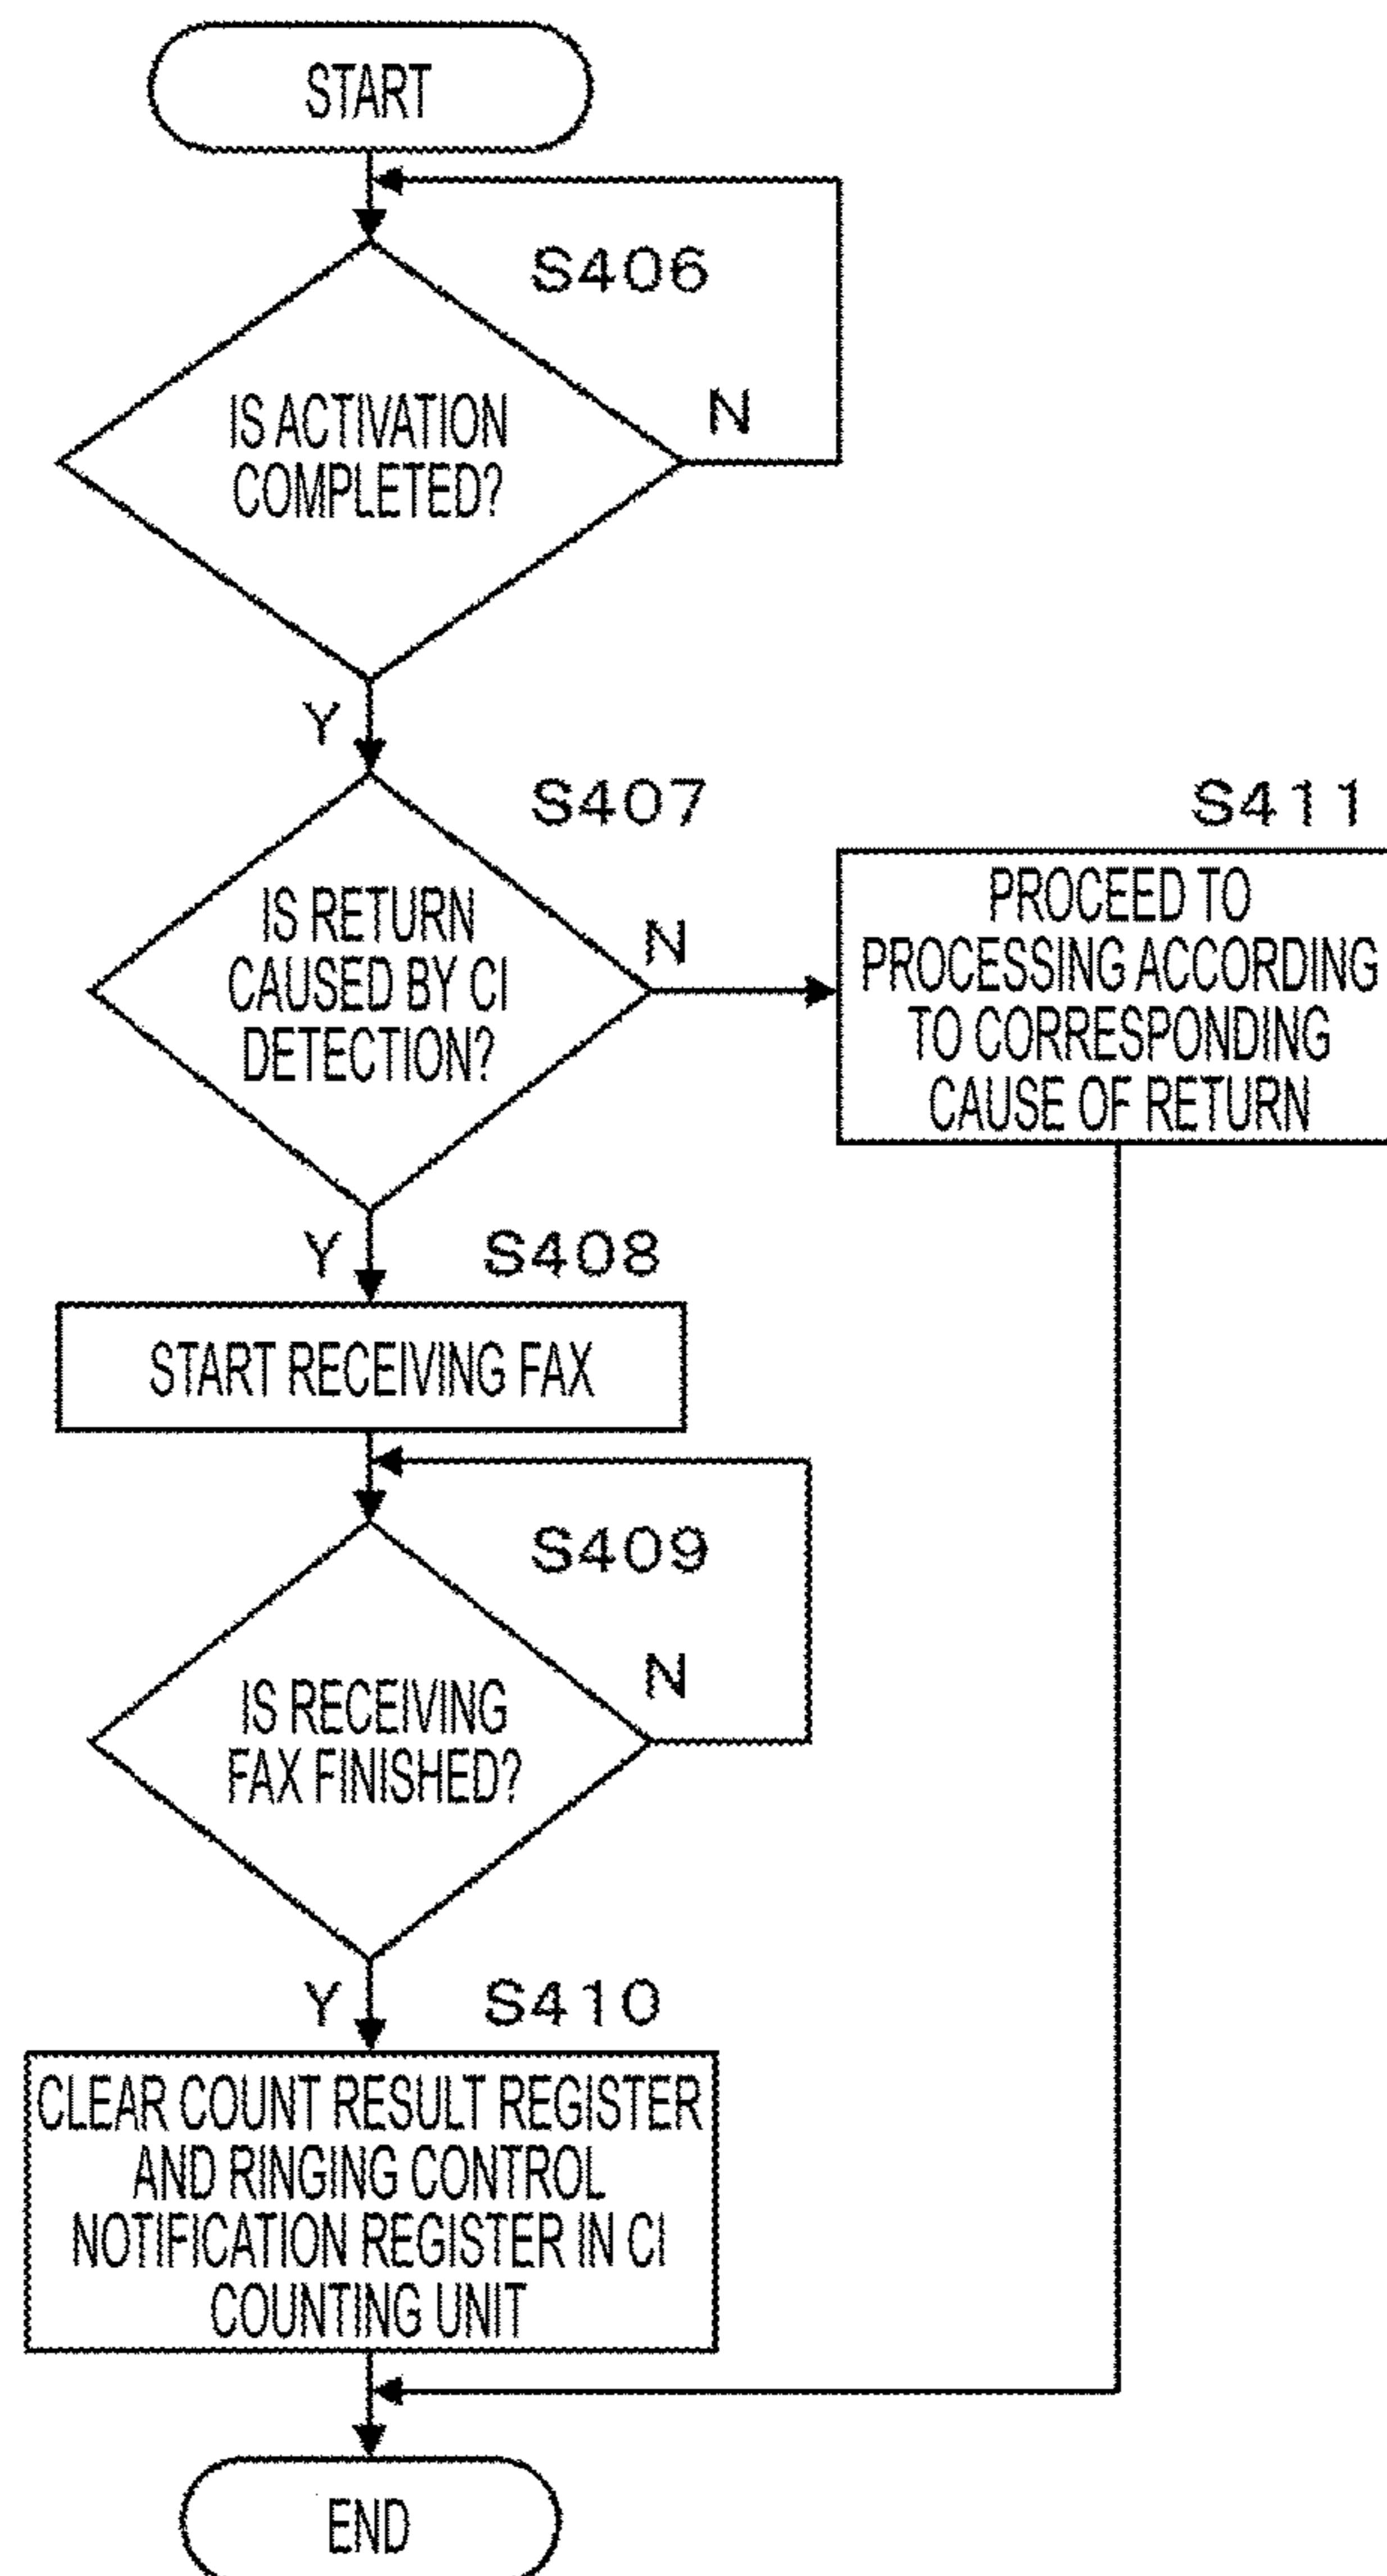 START
S406
IS ACTIVATION
COMPLETED?
N
Y
S407
IS RETURN
CAUSED BY CI
DETECTION?
N
S411
PROCEED TO
PROCESSING ACCORDING
TO CORRESPONDING
CAUSE OF RETURN
Y
S408
START RECEIVING FAX
S409
IS RECEIVING
FAX FINISHED?
N
Y
S410
CLEAR COUNT RESULT REGISTER
AND RINGING CONTROL
NOTIFICATION REGISTER IN CI
COUNTING UNIT
END